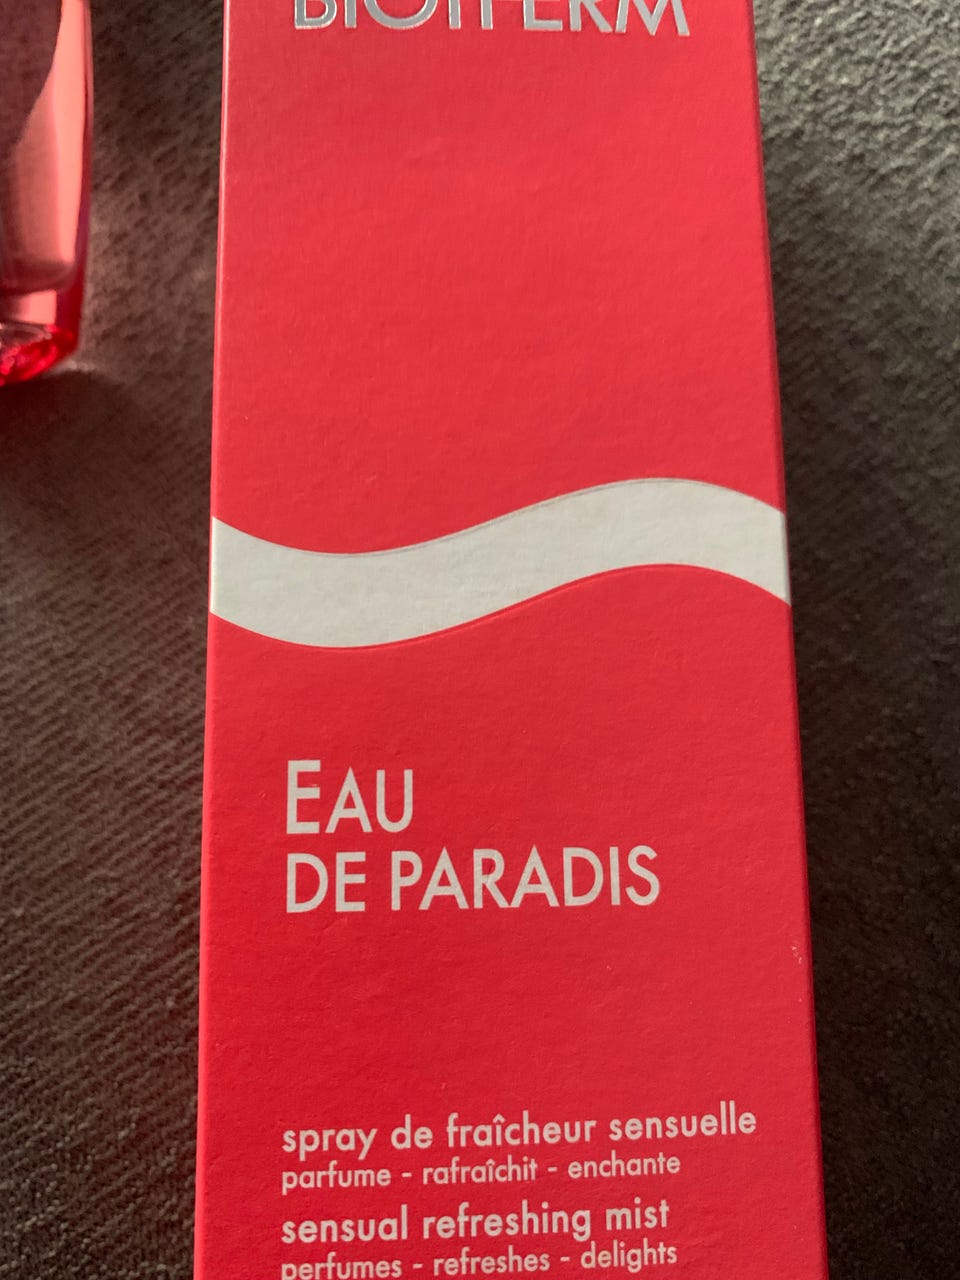 BIOTHERM
EAU
DE PARADIS
spray de fraîcheur sensuelle
parfume - rafraîchit - enchante
sensual refreshing mist
perfumes - refreshes - delights